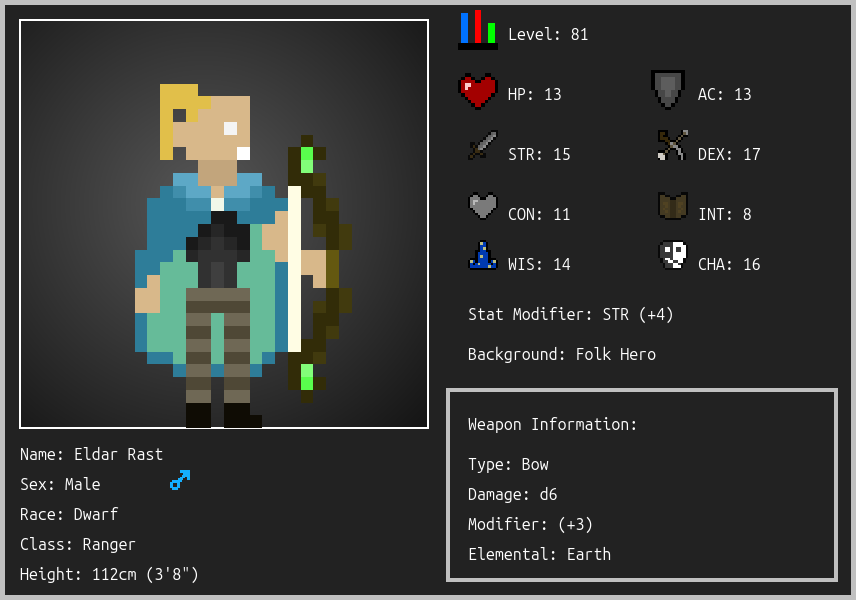 Level: 81
HP: 13
AC: 13
STR: 15
DEX: 17
CON: 11
INT: 8
WIS: 14
CHA: 16
Stat Modifier: STR (+4)
Background: Folk Hero
Weapon Information:
Type: Bow
Damage: d6
Modifier: (+3)
Elemental: Earth
Name: Eldar Rast
Sex: Male
Race: Dwarf
Class: Ranger
Height: 112cm (3'8")